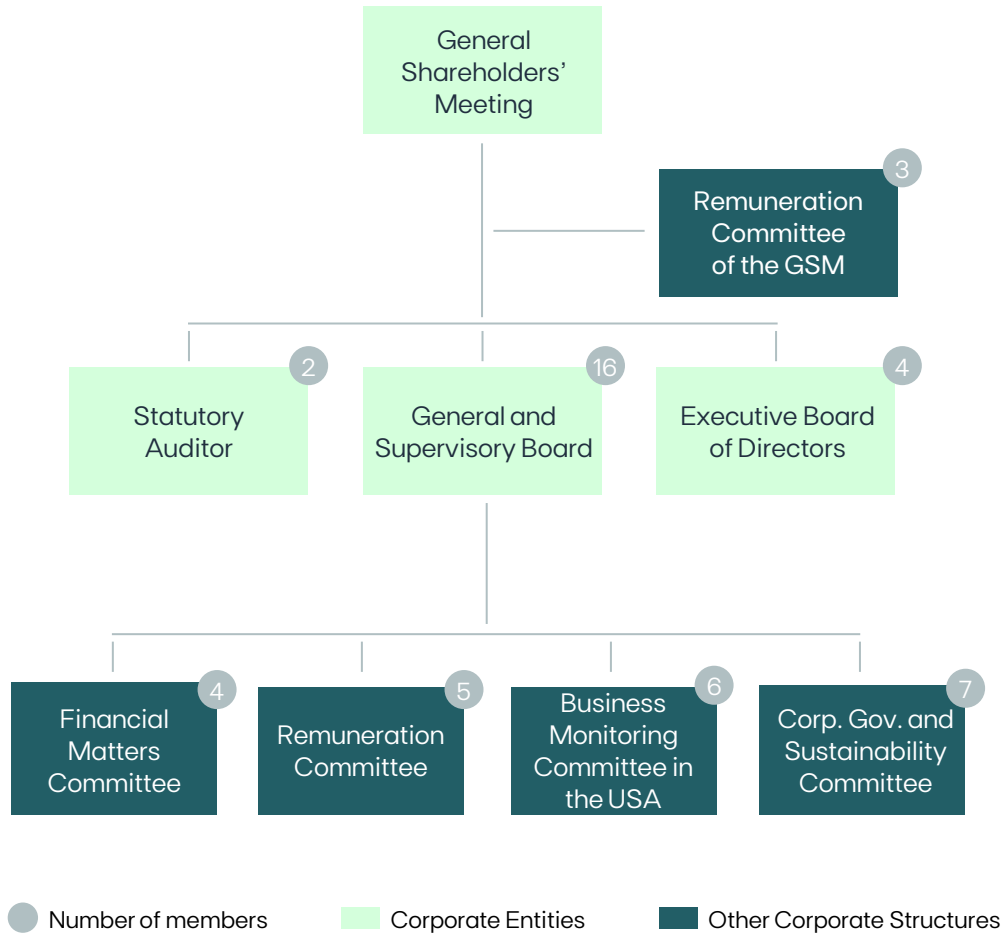 General
Shareholders’
Meeting
3
Remuneration
Committee
of the GSM
2
Statutory
Auditor
16
General and
Supervisory Board
4
Executive Board
of Directors
4
Financial
Matters
Committee
5
Remuneration
Committee
6
Business
Monitoring
Committee in
the USA
7
Corp. Gov. and
Sustainability
Committee
Number of members
Corporate Entities
Other Corporate Structures